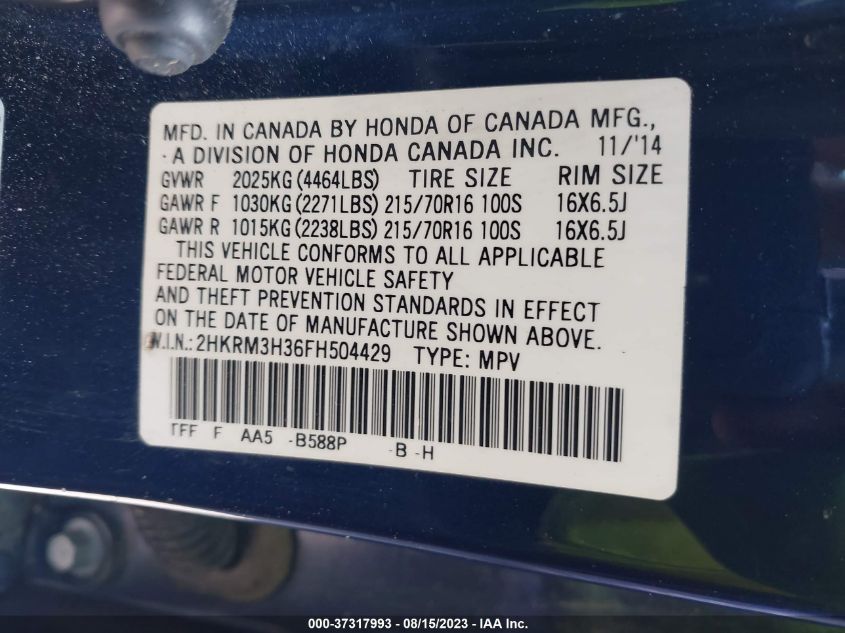 MFD. IN CANADA BY HONDA OF CANADA MFG.,
A DIVISION OF HONDA CANADA INC. 11/'14
GVWR 2025KG(4464LBS) TIRE SIZE RIM SIZE
GAWR F 1030KG(2271LBS) 215/70R16 100S 16X6.5J
GAWR R 1015KG(2238LBS) 215/70R16 100S 16X6.5J
THIS VEHICLE CONFORMS TO ALL APPLICABLE
FEDERAL MOTOR VEHICLE SAFETY
AND THEFT PREVENTION STANDARDS IN EFFECT
ON THE DATE OF MANUFACTURE SHOWN ABOVE.
V.I.N.:2HKRM3H36FH504429 TYPE: MPV
F AA5 -B588P -B -H
000-37317993 - 08/15/2023 - IAA Inc.